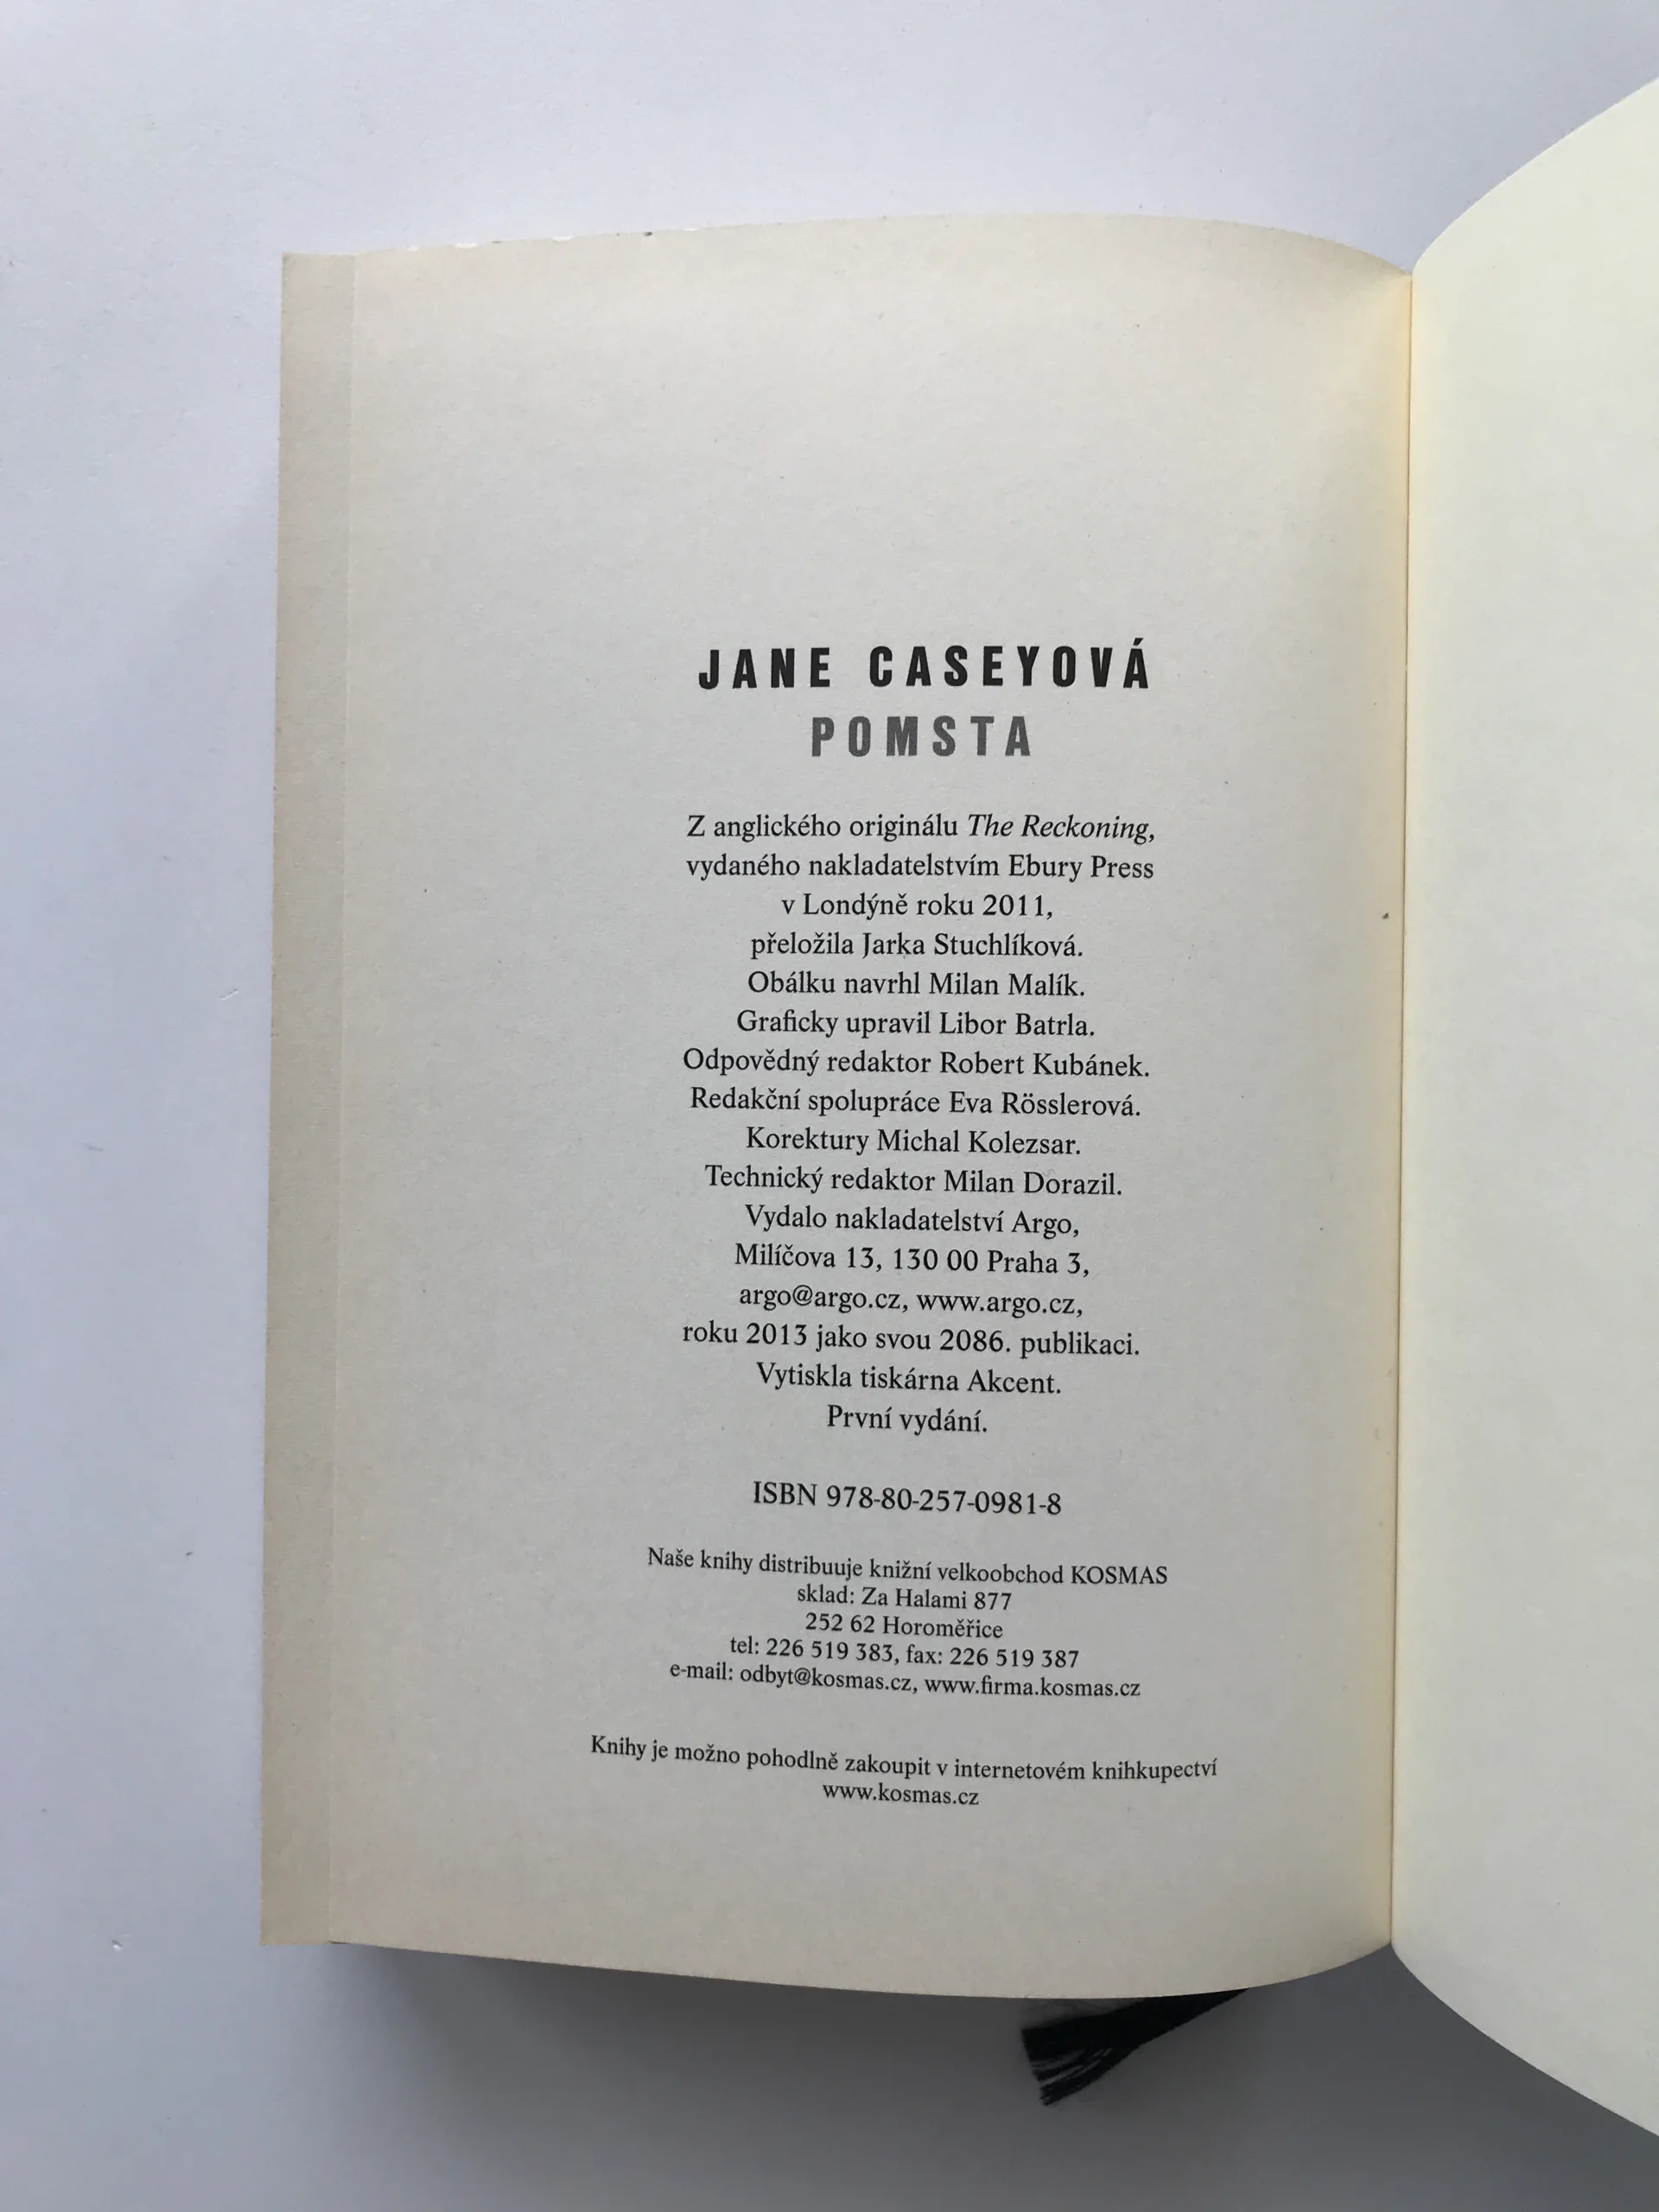 JANE CASEYOVÁ
POMSTA
Z anglického originálu The Reckoning,
vydaného nakladatelstvím Ebury Press
v Londýně roku 2011,
přeložila Jarka Stuchlíková.
Obálku navrhl Milan Malík.
Graficky upravil Libor Batrla.
Odpovědný redaktor Robert Kubánek.
Redakční spolupráce Eva Rösslerová.
Korektury Michal Kolezsar.
Technický redaktor Milan Dorazil.
Vydalo nakladatelství Argo,
Milíčova 13, 130 00 Praha 3,
argo@argo.cz, www.argo.cz,
roku 2013 jako svou 2086. publikaci.
Vytiskla tiskárna Akcent.
První vydání.
ISBN 978-80-257-0981-8
Naše knihy distribuuje knižní velkoobchod KOSMAS
sklad: Za Halami 877
252 62 Horoměřice
tel: 226 519 383, fax: 226 519 387
e-mail: odbyt@kosmas.cz, www.firma.kosmas.cz
Knihy je možno pohodlně zakoupit v internetovém knihkupectví
www.kosmas.cz